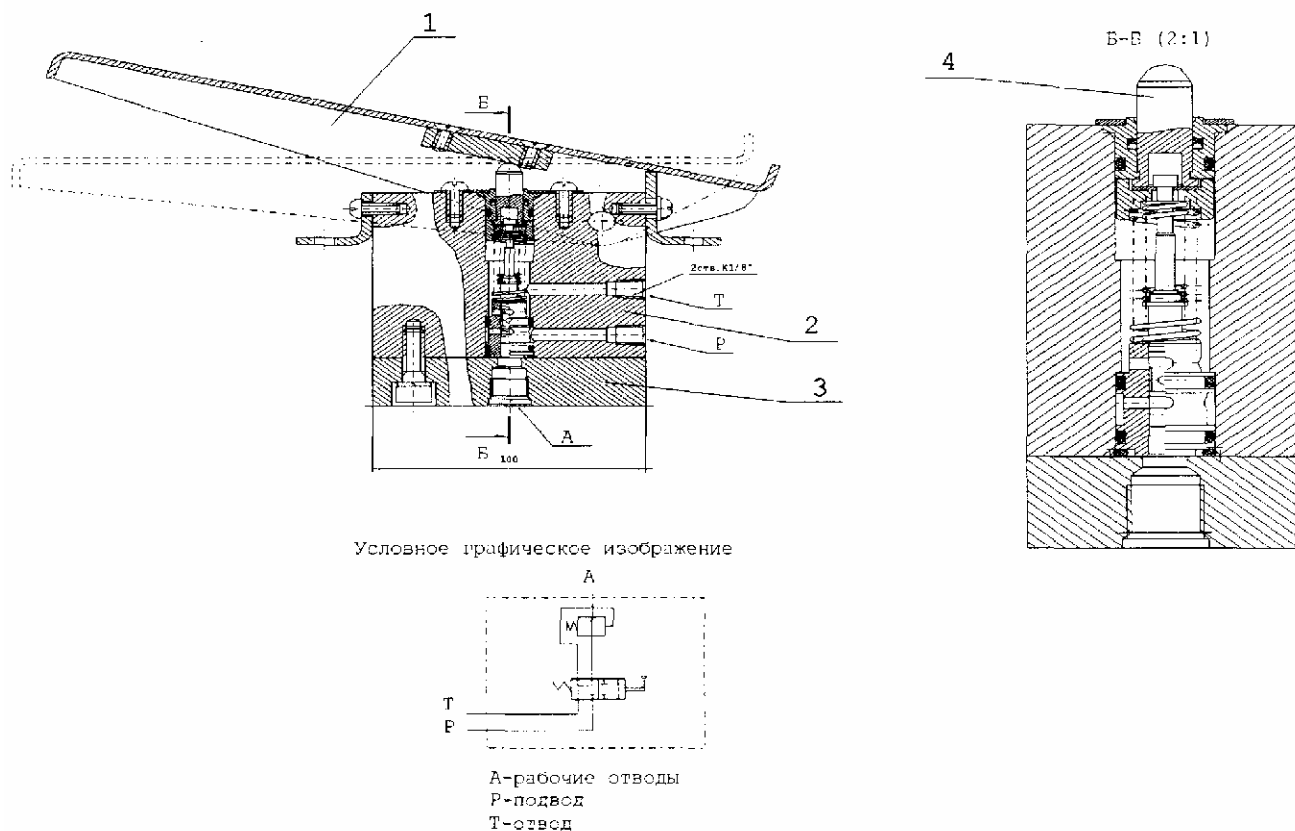 1
Б-Б (2:1)
4
Б
2отв.К1/8"
Т
2
Р
3
Б
А
100
Условное графическое изображение
А
Т
Р
А-рабочие отводы
Р-подвод
Т-отвод